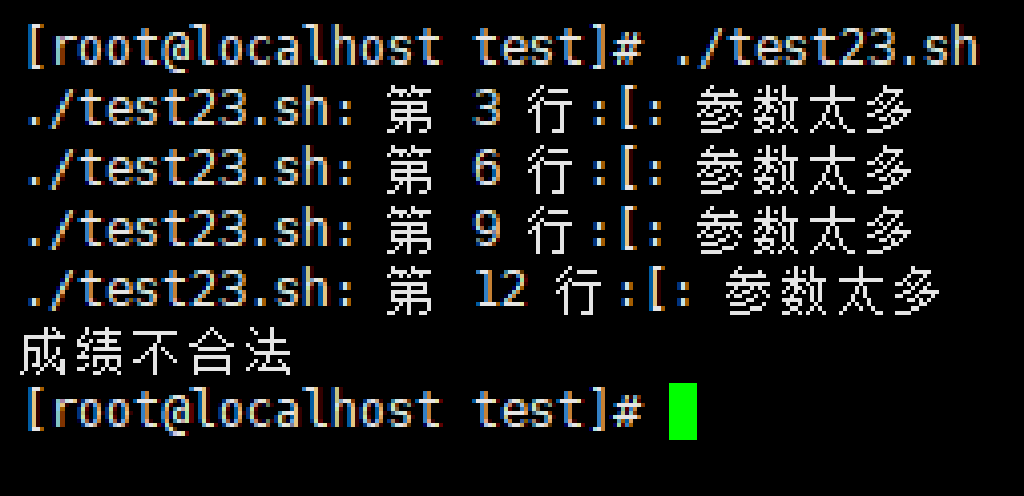 [root@localhost test]# ./test23.sh
./test23.sh: 第 3 行:[: 参数太多
./test23.sh: 第 6 行:[: 参数太多
./test23.sh: 第 9 行:[: 参数太多
./test23.sh: 第 12 行:[: 参数太多
成绩不合法
[root@localhost test]#